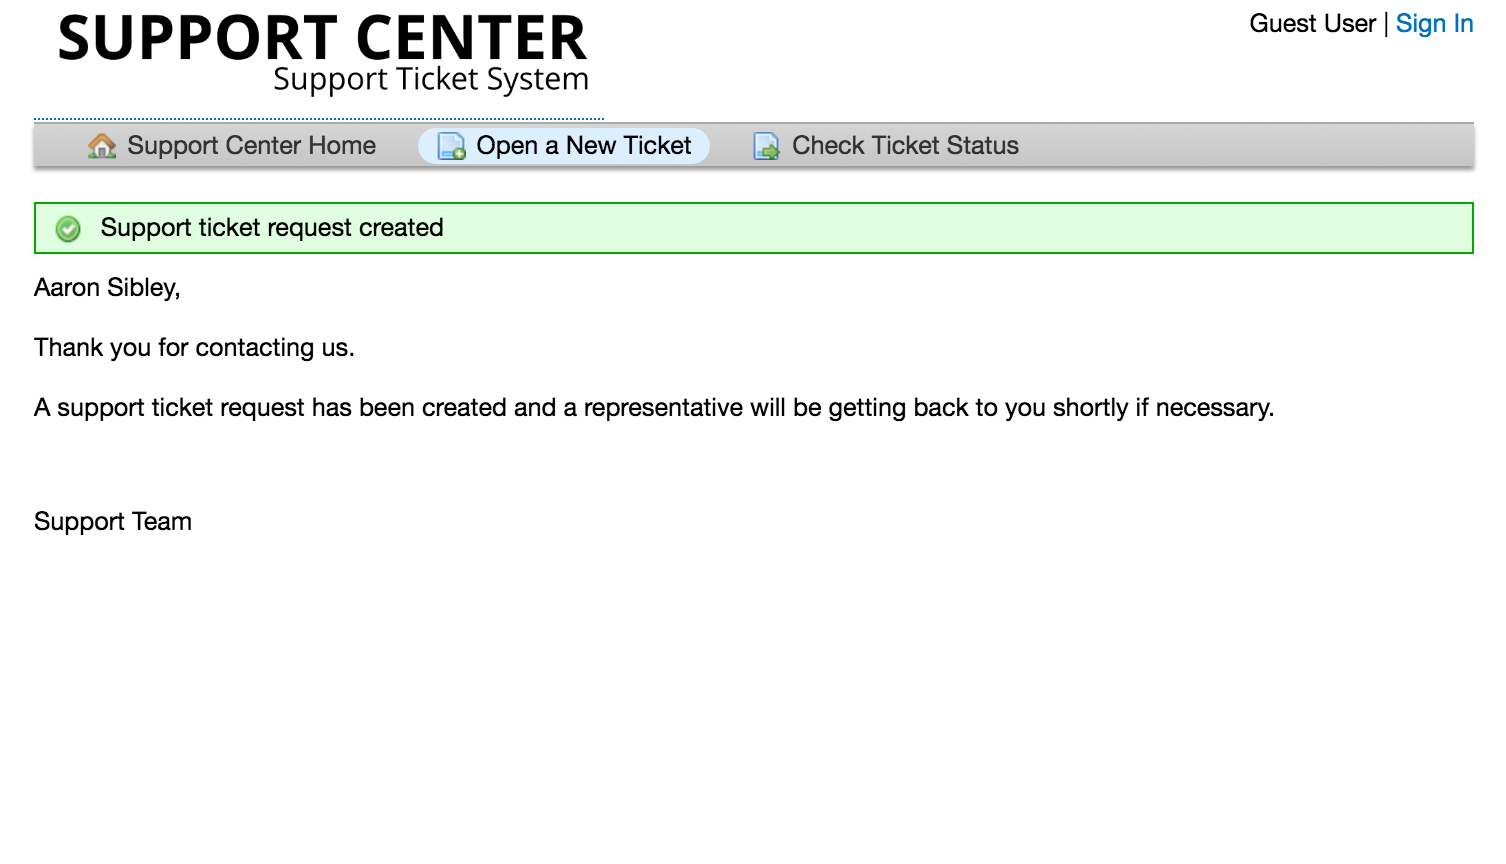 SUPPORT CENTER
Support Ticket System
Guest User | Sign In
Support Center Home
Open a New Ticket
Check Ticket Status
Support ticket request created
Aaron Sibley,
Thank you for contacting us.
A support ticket request has been created and a representative will be getting back to you shortly if necessary.
Support Team